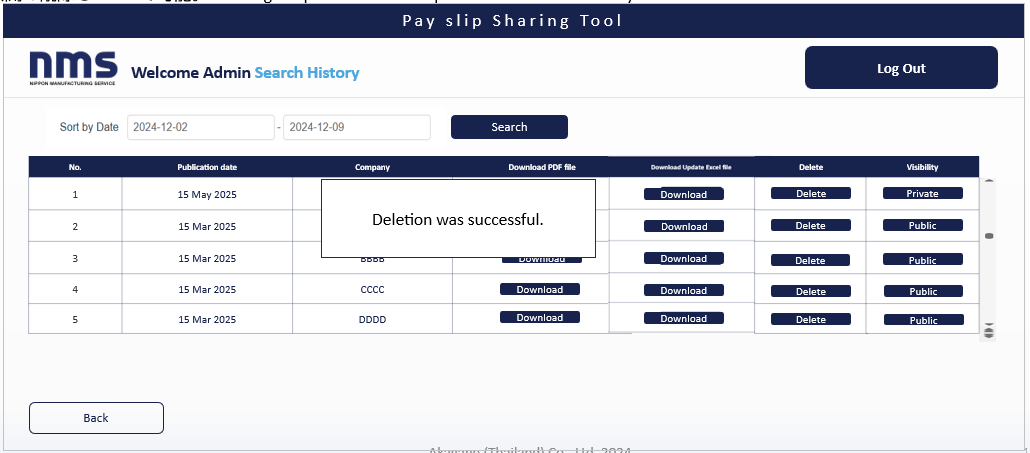 Pay slip Sharing Tool
nms
NIPPON MANUFACTURING SERVICE
Welcome Admin Search History
Log Out
Sort by Date 2024-12-02 - 2024-12-09 Search
No. Publication date Company Download PDF file Download Update Excel file Delete Visibility
1 15 May 2025 Download Delete Private
2 15 Mar 2025 Download Delete Public
Deletion was successful.
3 15 Mar 2025 BBBB Download Download Delete Public
4 15 Mar 2025 CCCC Download Download Delete Public
5 15 Mar 2025 DDDD Download Download Delete Public
Back
(Thailand) Co., Ltd. 2024